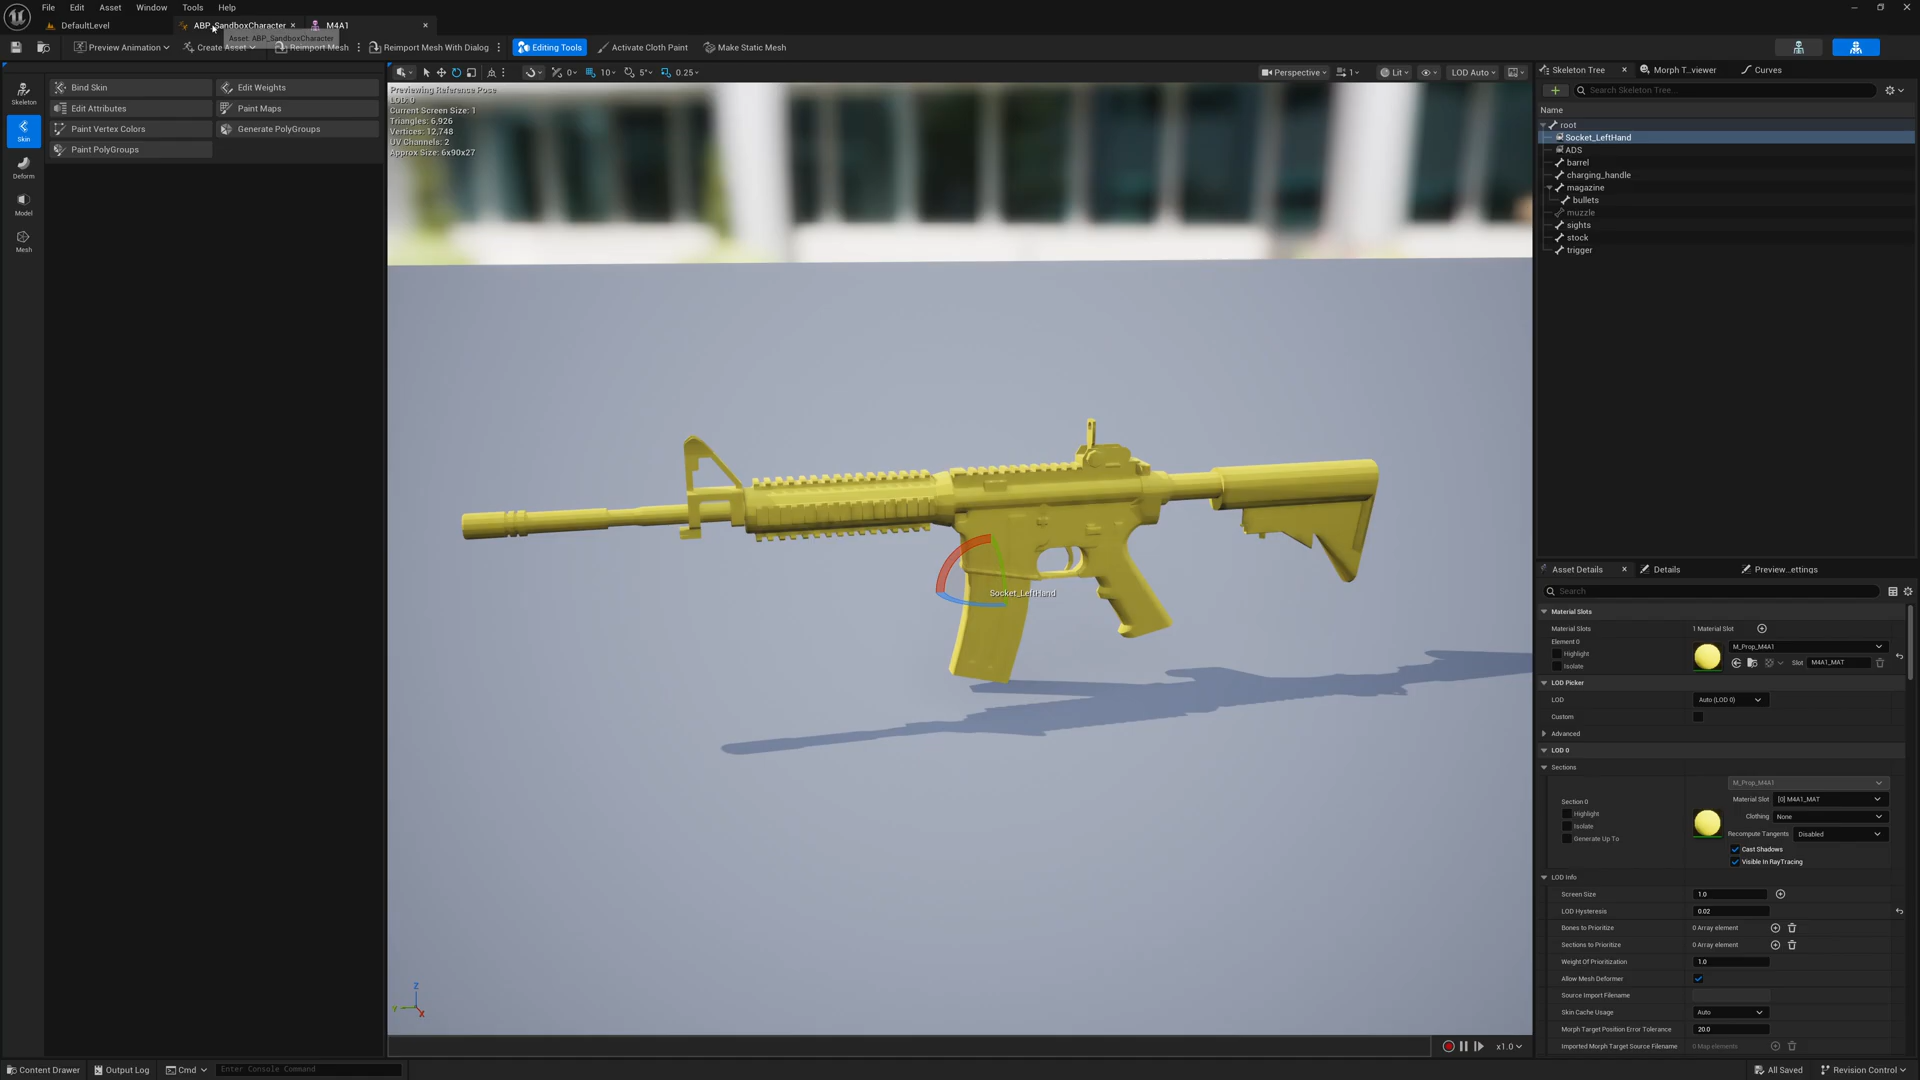 File Edit Asset Window Tools Help
DefaultLevel ABP_SandboxCharacter M4A1
Asset: ABP_SandboxCharacter
Preview Animation Create Asset Reimport Mesh Reimport Mesh With Dialog Editing Tools Activate Cloth Paint Make Static Mesh
Skeleton
Skin
Deform
Model
Mesh
Bind Skin Edit Weights
Edit Attributes Paint Maps
Paint Vertex Colors Generate PolyGroups
Paint PolyGroups
0 10 5° 0.25 Perspective 1 Lit LOD Auto
Previewing Reference Pose
LOD: 0
Current Screen Size: 1
Triangles: 6,926
Vertices: 12,748
UV Channels: 2
Approx Size: 6x90x27
Socket_LeftHand
Z
Y
X
x1.0
Skeleton Tree Morph T...viewer Curves
Search Skeleton Tree...
Name
root
Socket_LeftHand
ADS
barrel
charging_handle
magazine
bullets
muzzle
sights
stock
trigger
Asset Details Details Preview...ettings
Search
Material Slots
Material Slots 1 Material Slot
Element 0
Highlight
Isolate
M_Prop_M4A1
Slot M4A1_MAT
LOD Picker
LOD Auto (LOD 0)
Custom
Advanced
LOD 0
Sections
M_Prop_M4A1
Section 0
Highlight
Isolate
Generate Up To
Material Slot [0] M4A1_MAT
Clothing None
Recompute Tangents Disabled
Cast Shadows
Visible In RayTracing
LOD Info
Screen Size 1.0
LOD Hysteresis 0.02
Bones to Prioritize 0 Array element
Sections to Prioritize 0 Array element
Weight Of Prioritization 1.0
Allow Mesh Deformer
Source Import Filename
Skin Cache Usage Auto
Morph Target Position Error Tolerance 20.0
Imported Morph Target Source Filename 0 Map elements
Content Drawer Output Log Cmd Enter Console Command All Saved Revision Control